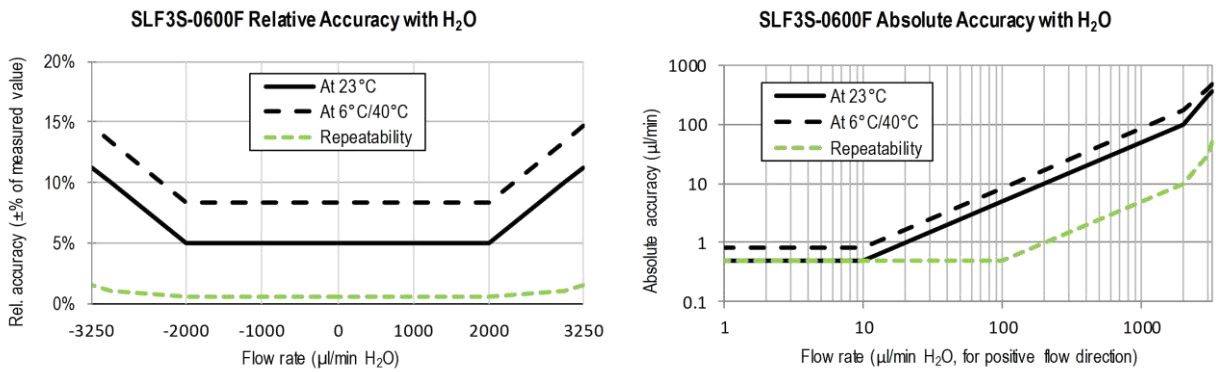 SLF3S-0600F Relative Accuracy with H₂O
Rel. accuracy (±% of measured value)
20%
15%
10%
5%
0%
At 23°C
At 6°C/40°C
Repeatability
-3250 -2000 -1000 0 1000 2000 3250
Flow rate (µl/min H₂O)
SLF3S-0600F Absolute Accuracy with H₂O
Absolute accuracy (µl/min)
1000
100
10
1
0.1
At 23°C
At 6°C/40°C
Repeatability
1 10 100 1000
Flow rate (µl/min H₂O, for positive flow direction)